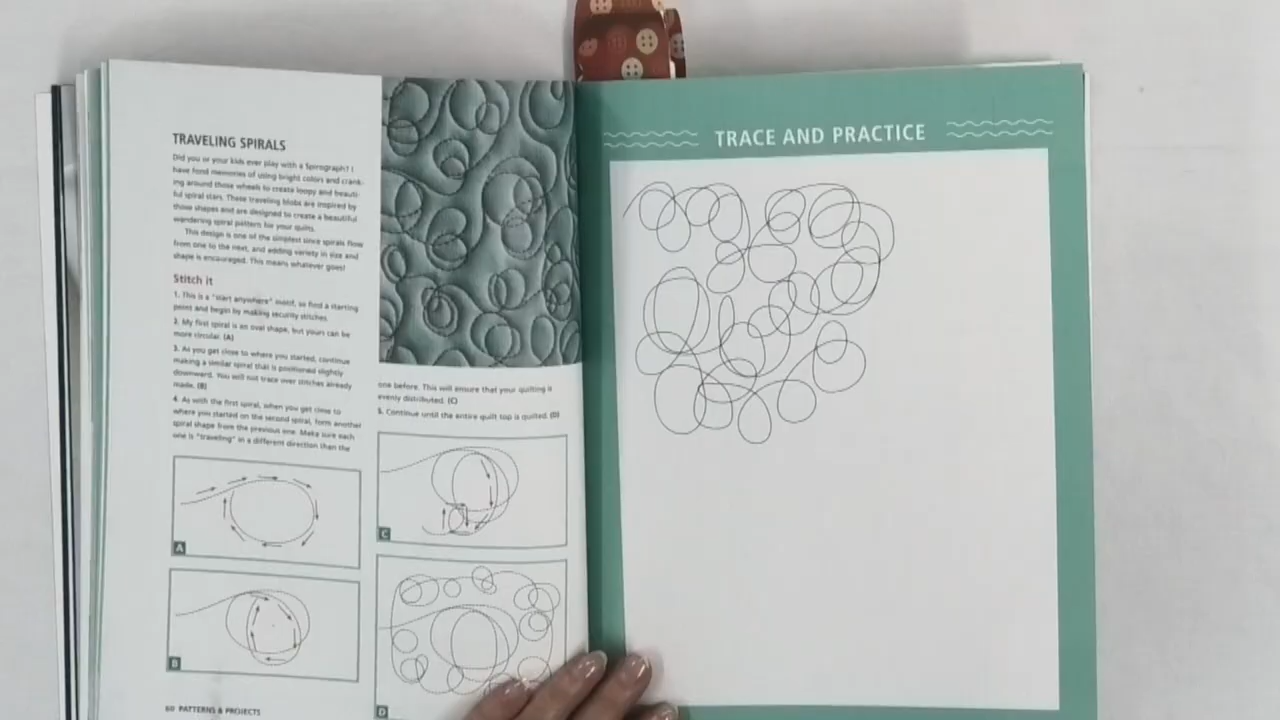 TRAVELING SPIRALS
Did you or your kids ever play with a Spirograph? I
have fond memories of using bright colors and crank-
ing around those wheels to create loopy and beauti-
ful spiral stars. These traveling blobs are inspired by
those shapes and are designed to create a beautiful
wandering spiral pattern for your quilts.
This design is one of the simplest since spirals flow
from one to the next, and adding variety in size and
shape is encouraged. This means whatever goes!
Stitch it
1. This is a "start anywhere" motif, so find a starting
point and begin by making security stitches.
2. My first spiral is an oval shape, but yours can be
more circular. (A)
3. As you get close to where you started, continue
making a similar spiral that is positioned slightly
downward. You will not trace over stitches already
made. (B)
4. As with the first spiral, when you get close to
where you started on the second spiral, form another
spiral shape from the previous one. Make sure each
one is "traveling" in a different direction than the
one before. This will ensure that your quilting is
evenly distributed. (C)
5. Continue until the entire quilt top is quilted. (D)
A
B
C
D
60 PATTERNS & PROJECTS
TRACE AND PRACTICE